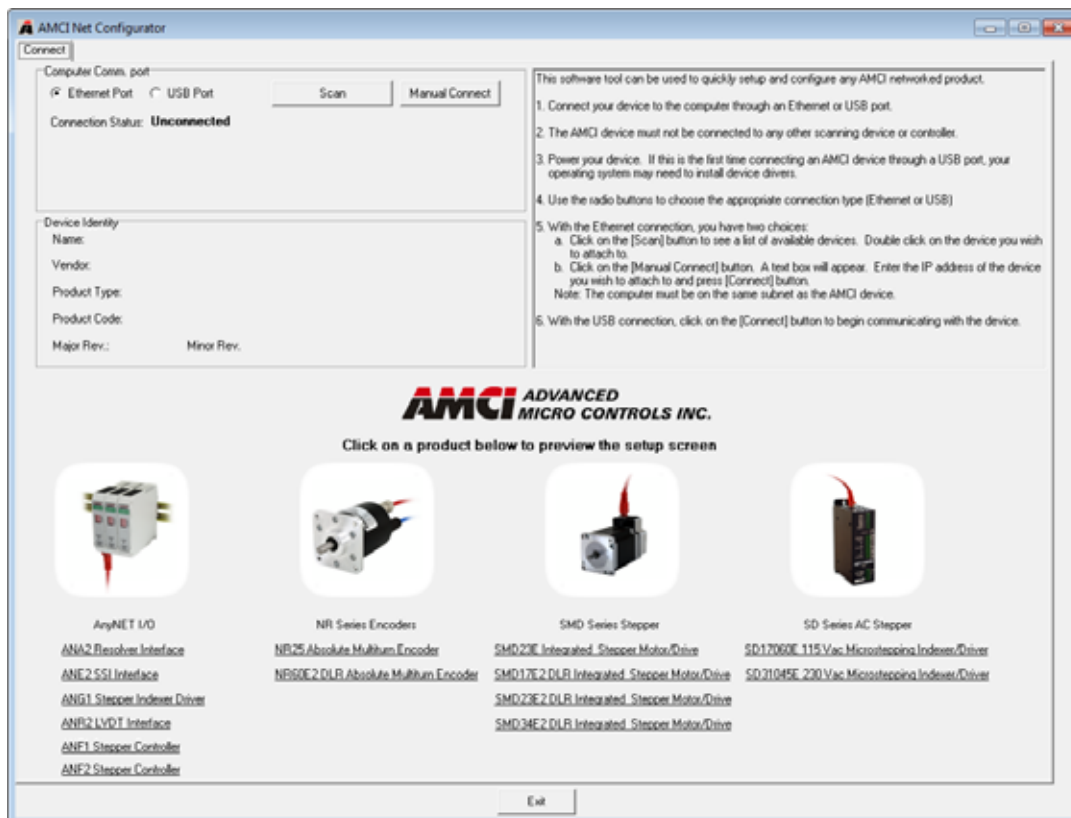 AMCI Net Configurator
Connect
Computer Comm. port
Ethernet Port USB Port Scan Manual Connect
Connection Status: Unconnected
Device Identity
Name:
Vendor:
Product Type:
Product Code:
Major Rev.: Minor Rev.
This software tool can be used to quickly setup and configure any AMCI networked product.
1. Connect your device to the computer through an Ethernet or USB port.
2. The AMCI device must not be connected to any other scanning device or controller.
3. Power your device. If this is the first time connecting an AMCI device through a USB port, your
operating system may need to install device drivers.
4. Use the radio buttons to choose the appropriate connection type (Ethernet or USB)
5. With the Ethernet connection, you have two choices:
a. Click on the [Scan] button to see a list of available devices. Double click on the device you wish
to attach to.
b. Click on the [Manual Connect] button. A text box will appear. Enter the IP address of the device
you wish to attach to and press [Connect] button.
Note: The computer must be on the same subnet as the AMCI device.
6. With the USB connection, click on the [Connect] button to begin communicating with the device.
AMCI ADVANCED
MICRO CONTROLS INC.
Click on a product below to preview the setup screen
AnyNET I/O
ANA2 Resolver Interface
ANE2 SSI Interface
ANG1 Stepper Indexer Driver
ANR2 LVDT Interface
ANF1 Stepper Controller
ANF2 Stepper Controller
NR Series Encoders
NR25 Absolute Multiturn Encoder
NR60E2 DLR Absolute Multiturn Encoder
SMD Series Stepper
SMD23E Integrated Stepper Motor/Drive
SMD17E2 DLR Integrated Stepper Motor/Drive
SMD23E2 DLR Integrated Stepper Motor/Drive
SMD34E2 DLR Integrated Stepper Motor/Drive
SD Series AC Stepper
SD17060E 115 Vac Microstepping Indexer/Driver
SD31045E 230 Vac Microstepping Indexer/Driver
Exit